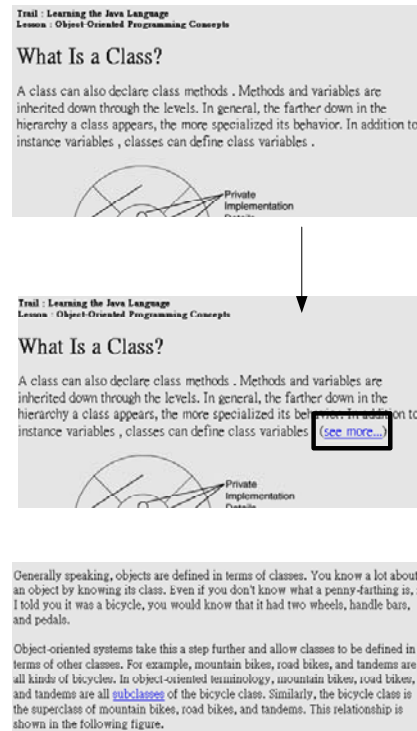 Trail : Learning the Java Language
Lesson : Object-Oriented Programming Concepts
What Is a Class?
A class can also declare class methods . Methods and variables are
inherited down through the levels. In general, the farther down in the
hierarchy a class appears, the more specialized its behavior. In addition to
instance variables , classes can define class variables .
Private
Implementation
Details
Trail : Learning the Java Language
Lesson : Object-Oriented Programming Concepts
What Is a Class?
A class can also declare class methods . Methods and variables are
inherited down through the levels. In general, the farther down in the
hierarchy a class appears, the more specialized its behavior. In addition to
instance variables , classes can define class variables (see more...)
Private
Implementation
Details
Generally speaking, objects are defined in terms of classes. You know a lot about
an object by knowing its class. Even if you don't know what a penny-farthing is,
I told you it was a bicycle, you would know that it had two wheels, handle bars,
and pedals.
Object-oriented systems take this a step further and allow classes to be defined in
terms of other classes. For example, mountain bikes, road bikes, and tandems are
all kinds of bicycles. In object-oriented terminology, mountain bikes, road bikes,
and tandems are all subclasses of the bicycle class. Similarly, the bicycle class is
the superclass of mountain bikes, road bikes, and tandems. This relationship is
shown in the following figure.